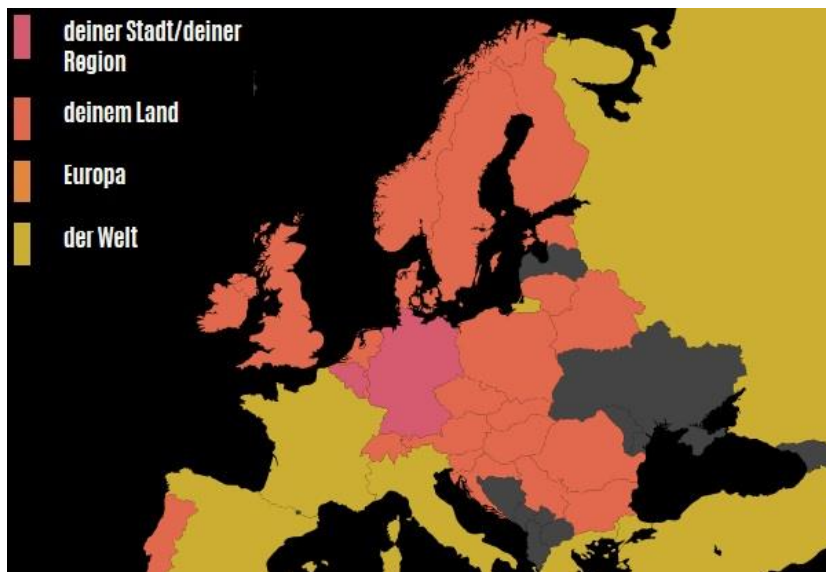 deiner Stadt/deiner
Region
deinem Land
Europa
der Welt